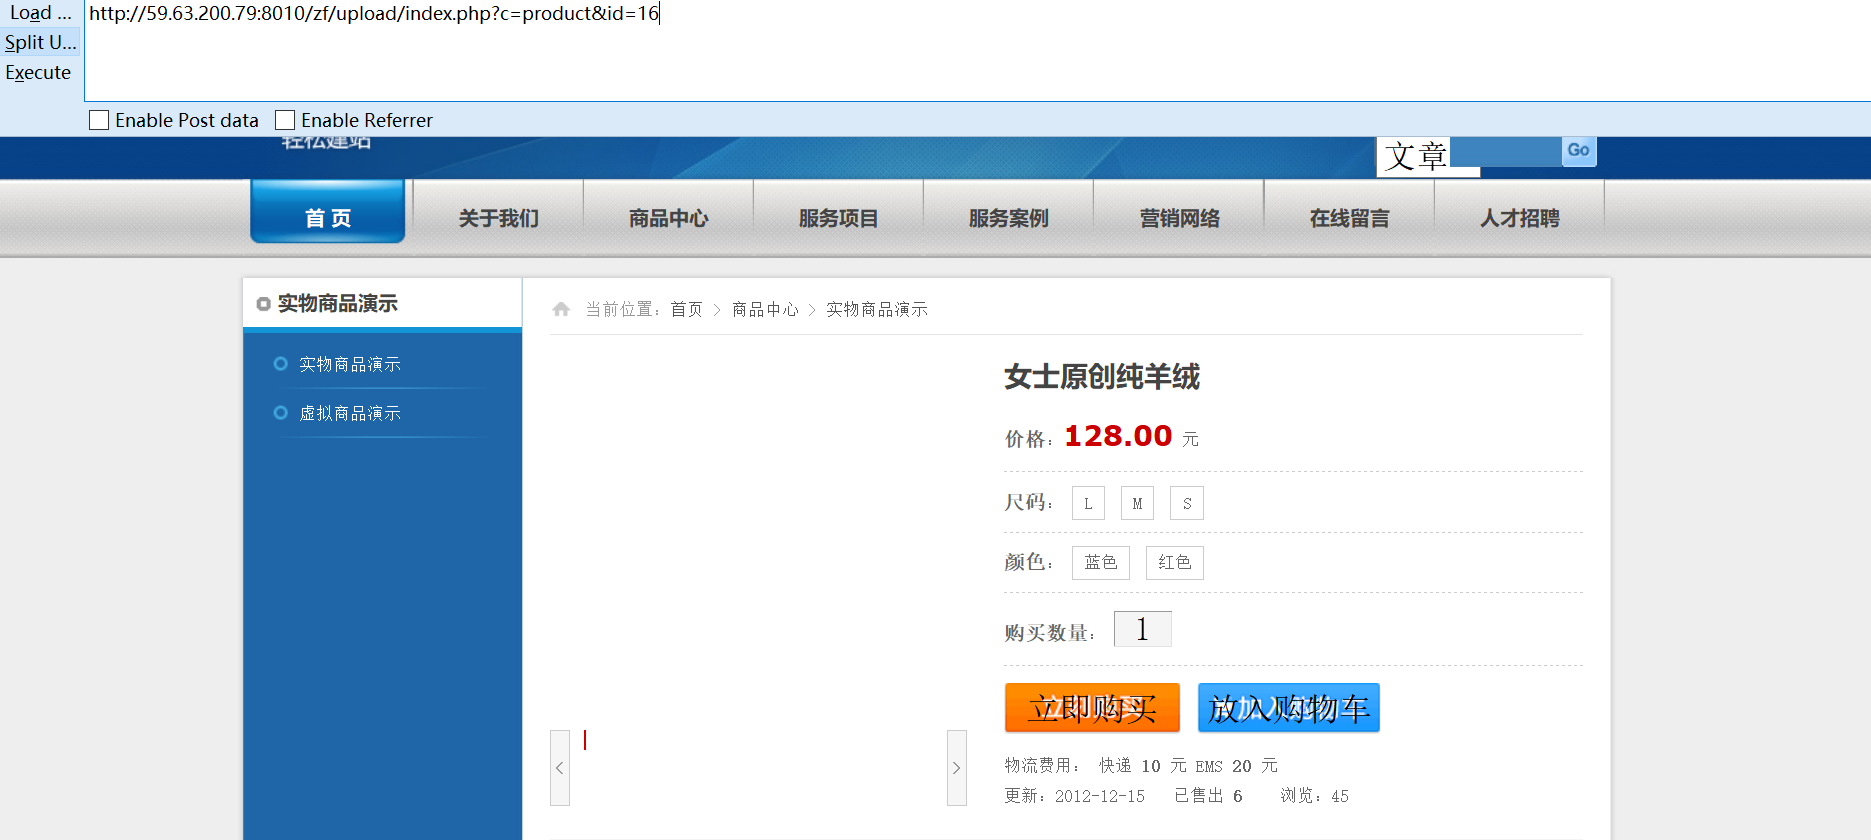 Load ...
http://59.63.200.79:8010/zf/upload/index.php?c=product&id=16
Split U...
Execute
Enable Post data Enable Referrer
轻松建站
文章 Go
首 页 关于我们 商品中心 服务项目 服务案例 营销网络 在线留言 人才招聘
实物商品演示
当前位置: 首页 > 商品中心 > 实物商品演示
实物商品演示
虚拟商品演示
女士原创纯羊绒
价格: 128.00 元
尺码: L M S
颜色: 蓝色 红色
购买数量: 1
立即购买 放入购物车
物流费用: 快递 10 元 EMS 20 元
更新: 2012-12-15 已售出 6 浏览: 45